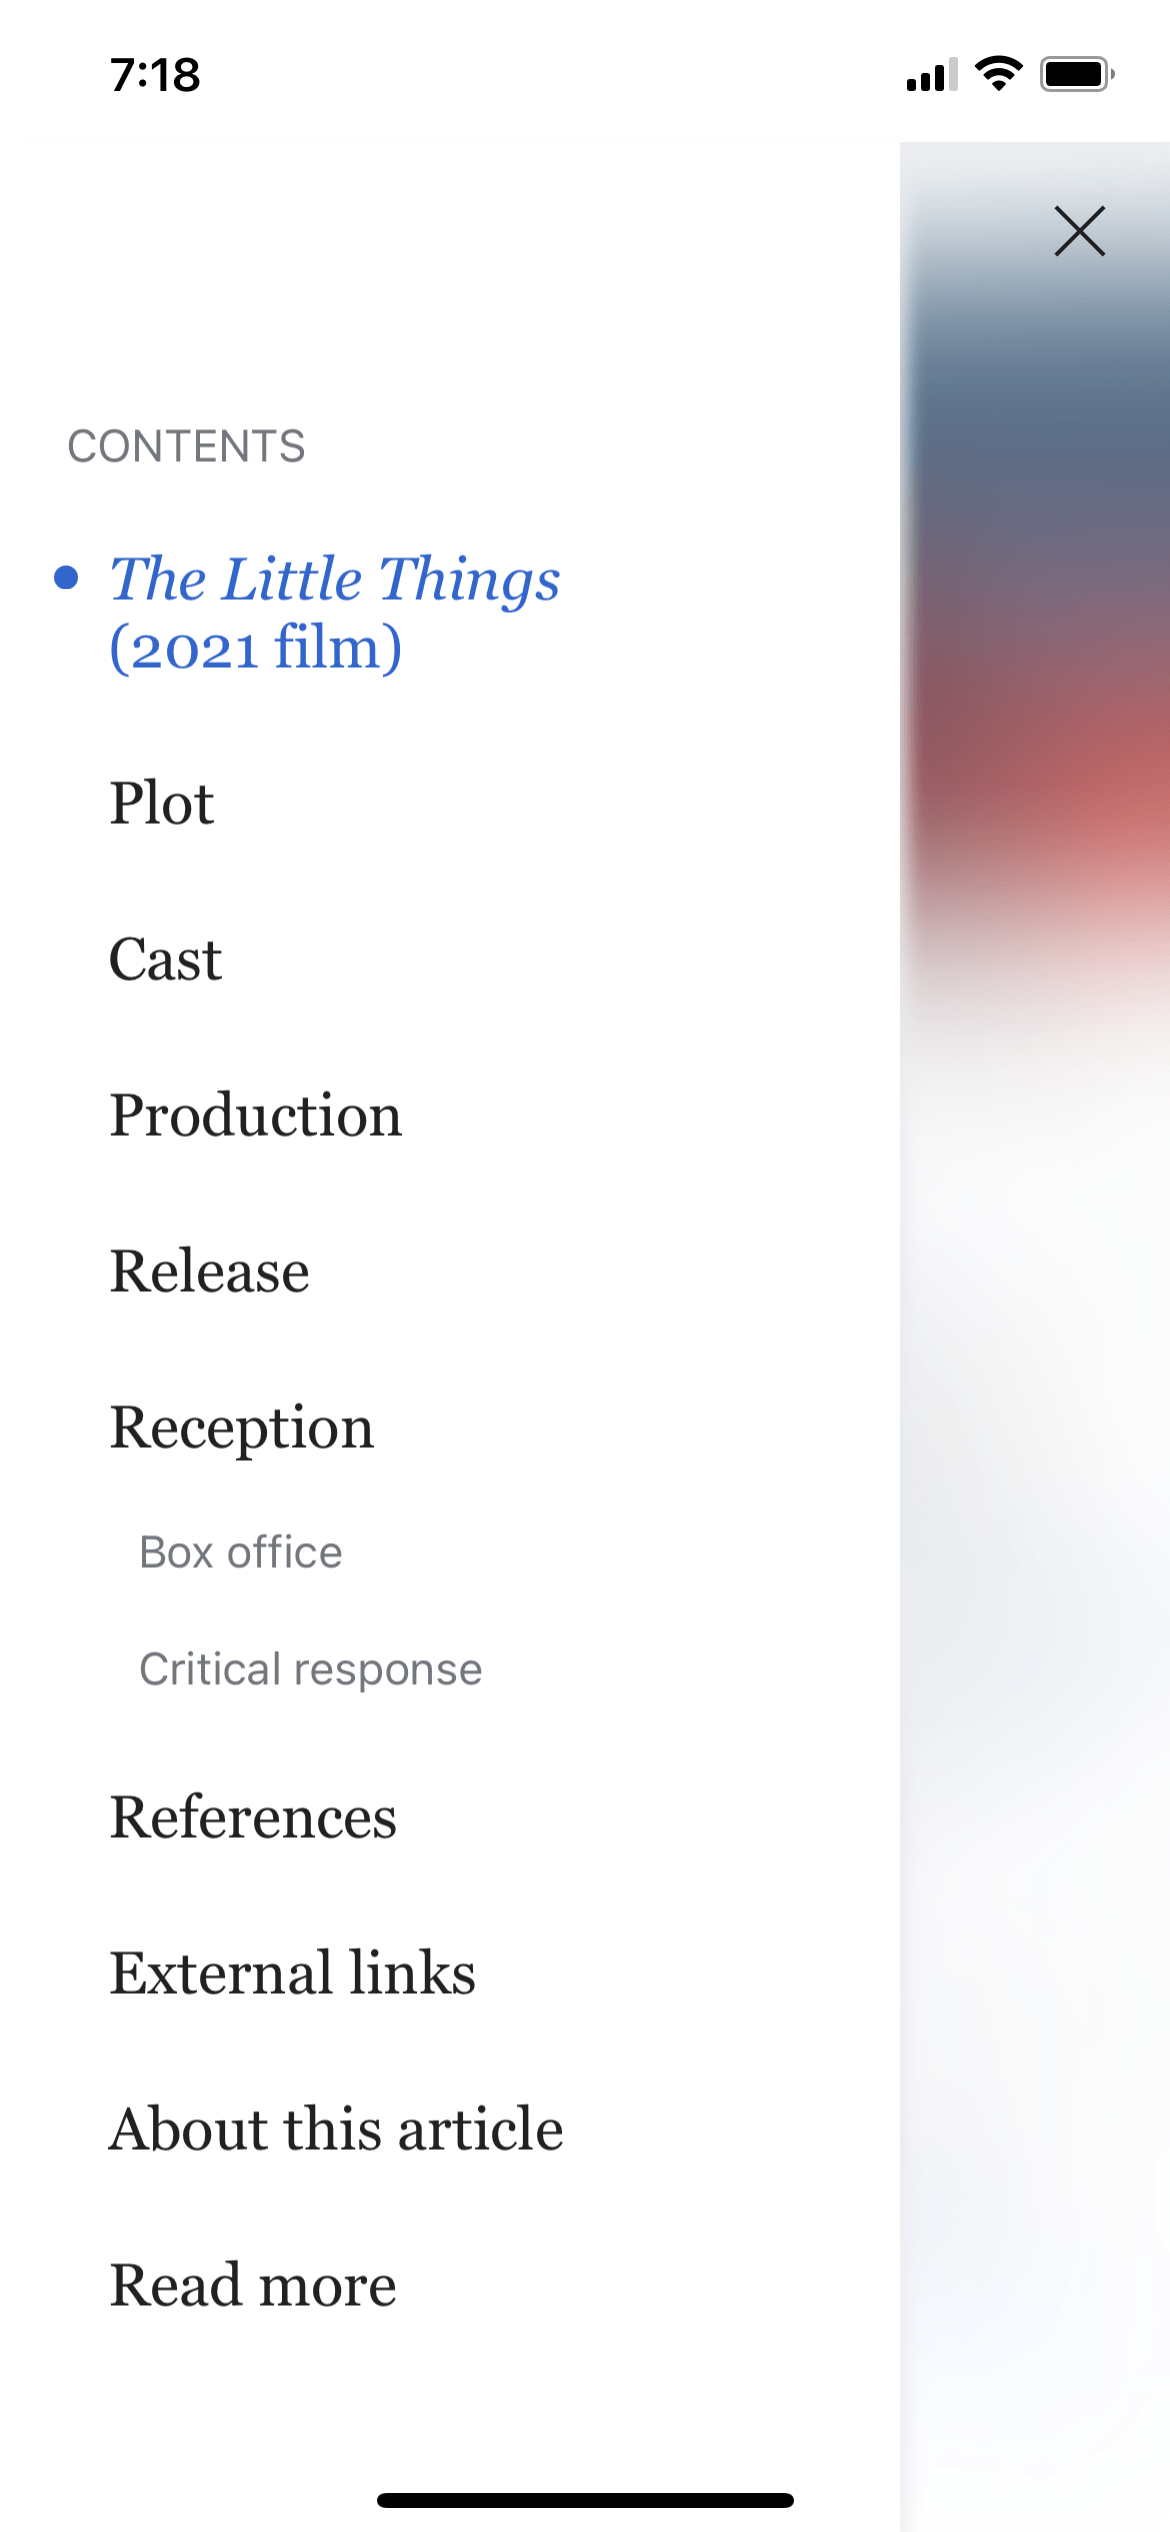 7:18
CONTENTS
The Little Things
(2021 film)
Plot
Cast
Production
Release
Reception
Box office
Critical response
References
External links
About this article
Read more